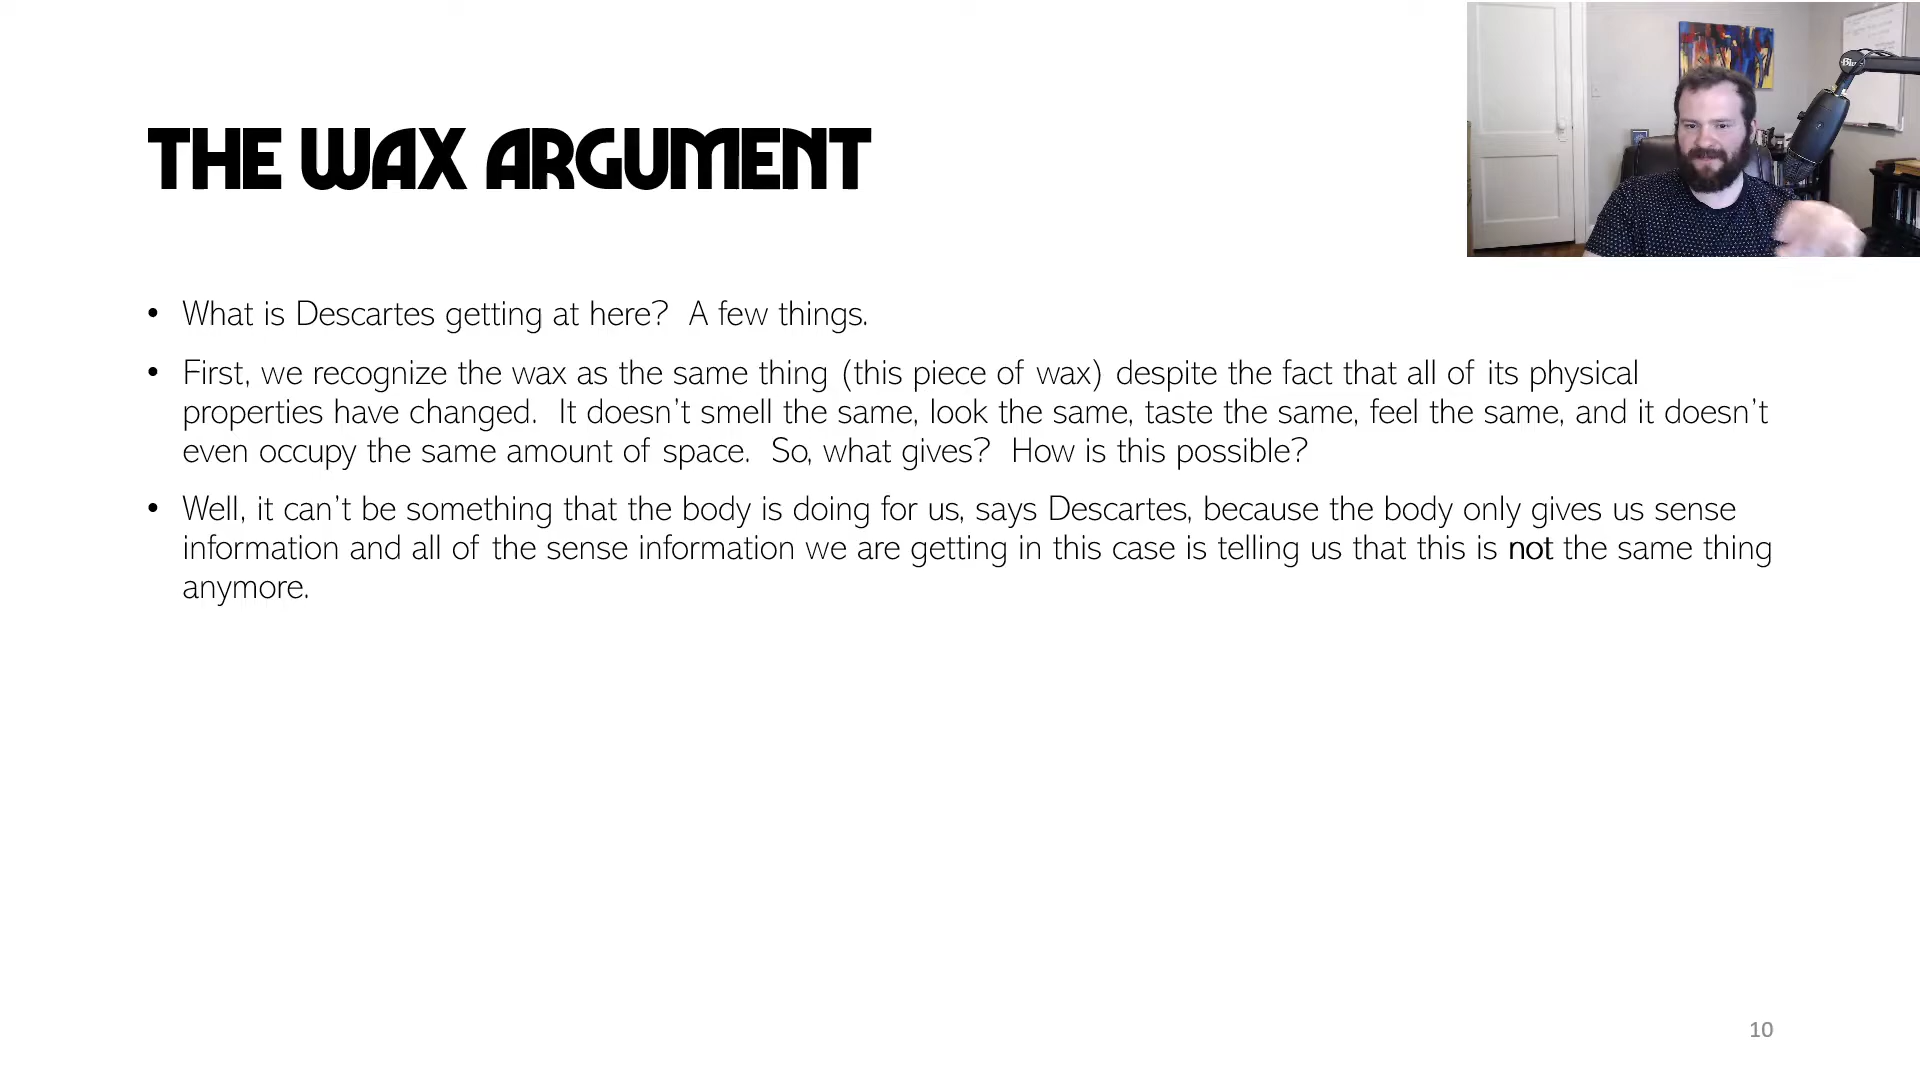 THE WAX ARGUMENT
• What is Descartes getting at here? A few things.
• First, we recognize the wax as the same thing (this piece of wax) despite the fact that all of its physical
properties have changed. It doesn't smell the same, look the same, taste the same, feel the same, and it doesn't
even occupy the same amount of space. So, what gives? How is this possible?
• Well, it can't be something that the body is doing for us, says Descartes, because the body only gives us sense
information and all of the sense information we are getting in this case is telling us that this is not the same thing
anymore.
10